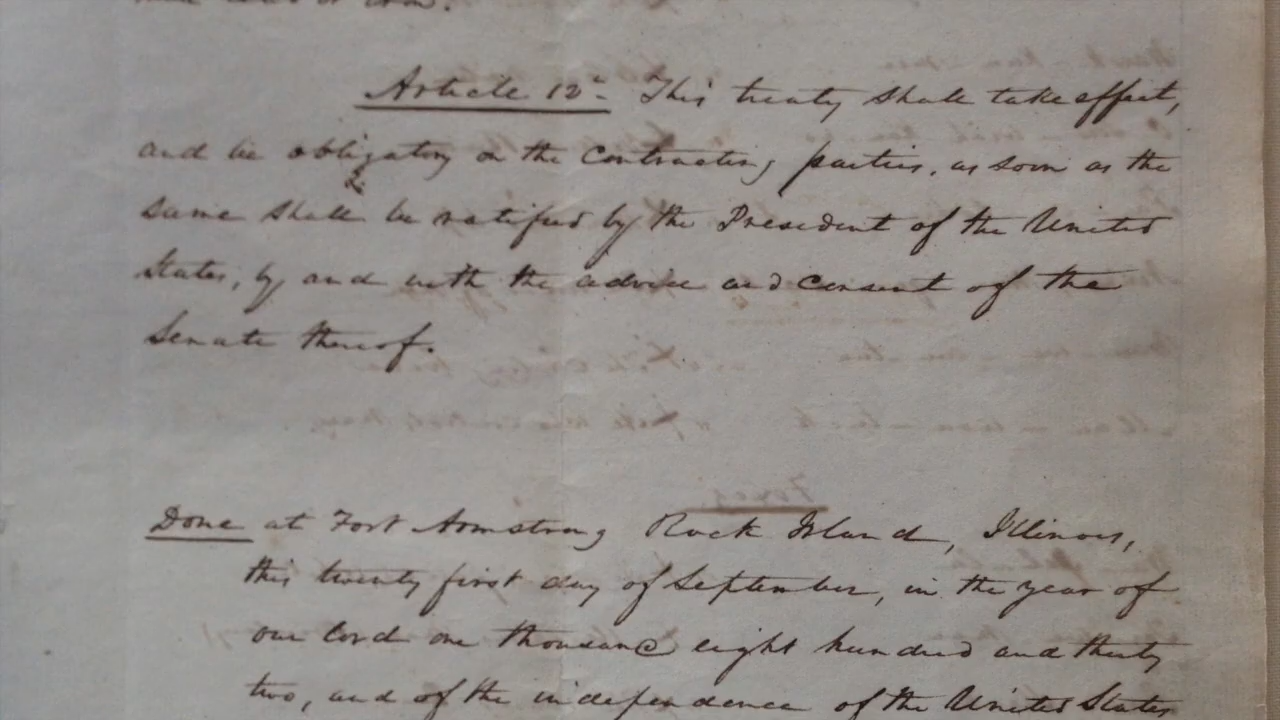 Article 12th This treaty shall take effect,
and be obligatory on the contracting parties, as soon as the
same shall be ratified by the President of the United
States, by and with the advice and consent of the
Senate thereof.
Done at Fort Armstrong Rock Island, Illinois,
this twenty first day of September, in the year of
our Lord one thousand eight hundred and thirty
two, and of the independence of the United States